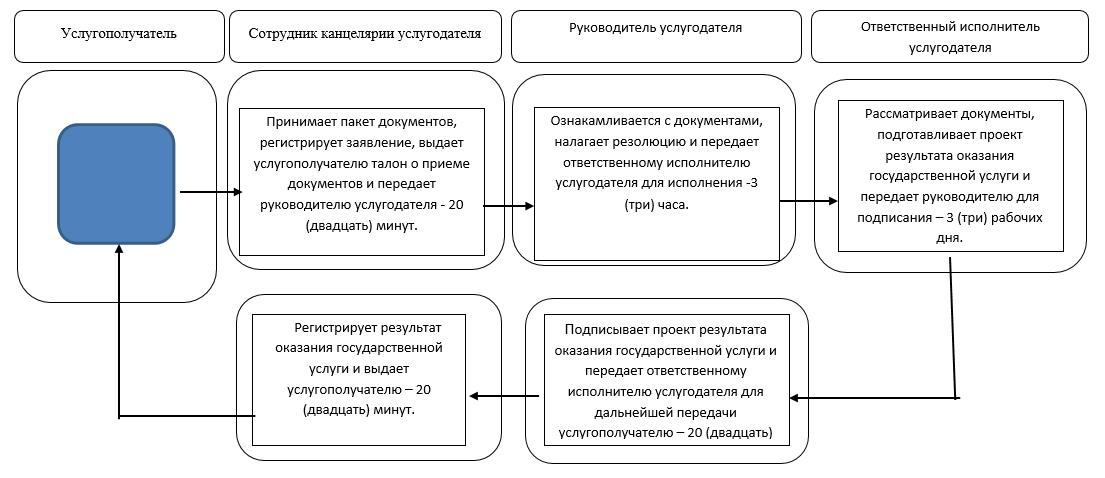 Услугополучатель
Сотрудник канцелярии услугодателя
Руководитель услугодателя
Ответственный исполнитель
услугодателя
Принимает пакет документов,
регистрирует заявление, выдает
услугополучателю талон о приеме
документов и передает
руководителю услугодателя - 20
(двадцать) минут.
Ознакамливается с документами,
налагает резолюцию и передает
ответственному исполнителю
услугодателя для исполнения -3
(три) часа.
Рассматривает документы,
подготавливает проект
результата оказания
государственной услуги и
передает руководителю для
подписания – 3 (три) рабочих
дня.
Регистрирует результат
оказания государственной
услуги и выдает
услугополучателю – 20
(двадцать) минут.
Подписывает проект результата
оказания государственной услуги и
передает ответственному
исполнителю услугодателя для
дальнейшей передачи
услугополучателю – 20 (двадцать)